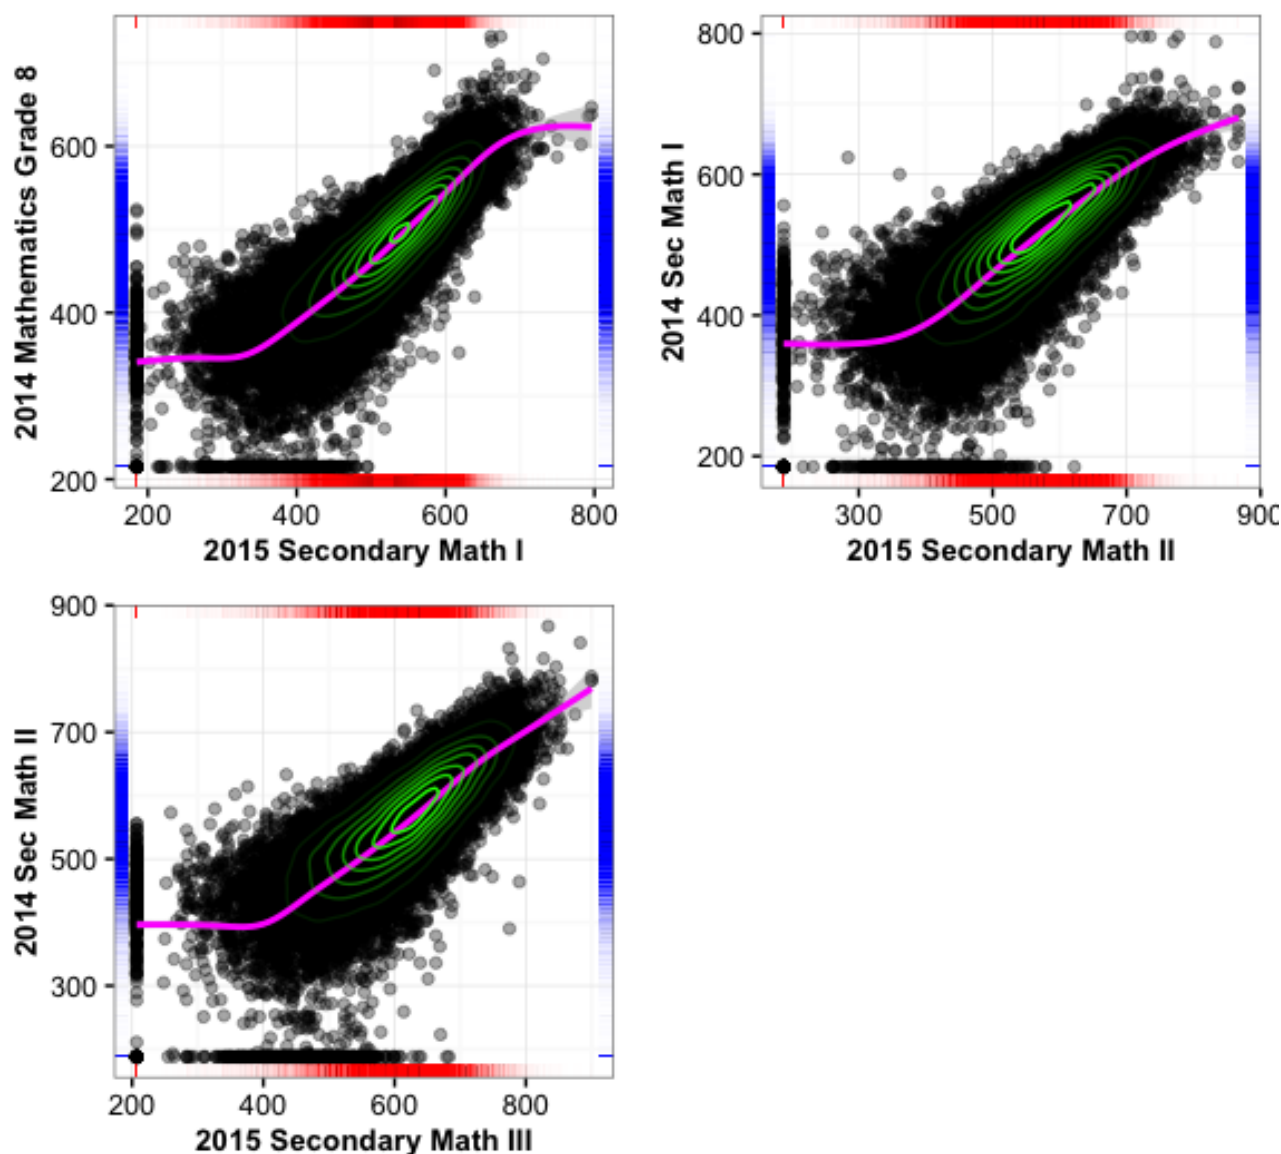 2014 Mathematics Grade 8
600
400
200
200 400 600 800
2015 Secondary Math I
2014 Sec Math I
800
600
400
200
300 500 700 900
2015 Secondary Math II
2014 Sec Math II
900
700
500
300
200 400 600 800
2015 Secondary Math III